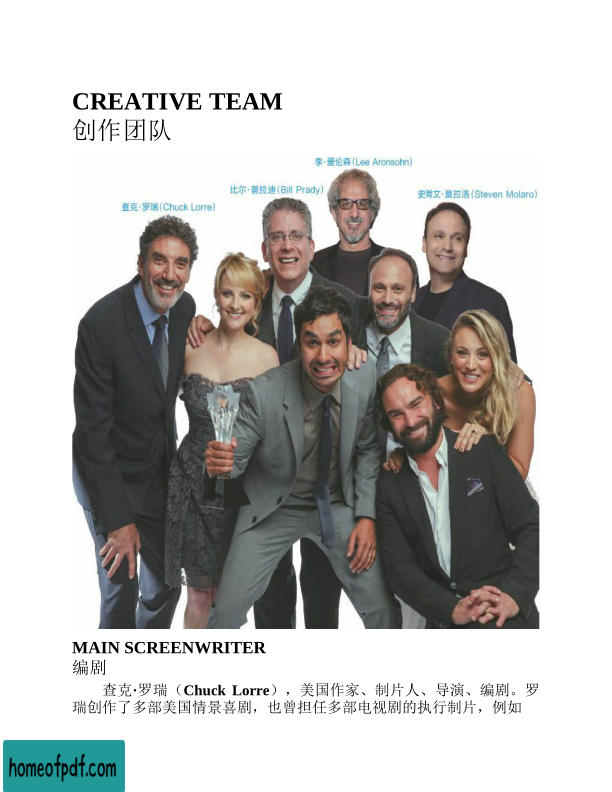 CREATIVE TEAM
创作团队
李·爱伦森(Lee Aronsohn)
比尔·普拉迪(Bill Prady)
史蒂文·莫拉洛(Steven Molaro)
查克·罗瑞(Chuck Lorre)
MAIN SCREENWRITER
编剧
查克·罗瑞（Chuck Lorre），美国作家、制片人、导演、编剧。罗
瑞创作了多部美国情景喜剧，也曾担任多部电视剧的执行制片，例如
homeofpdf.com